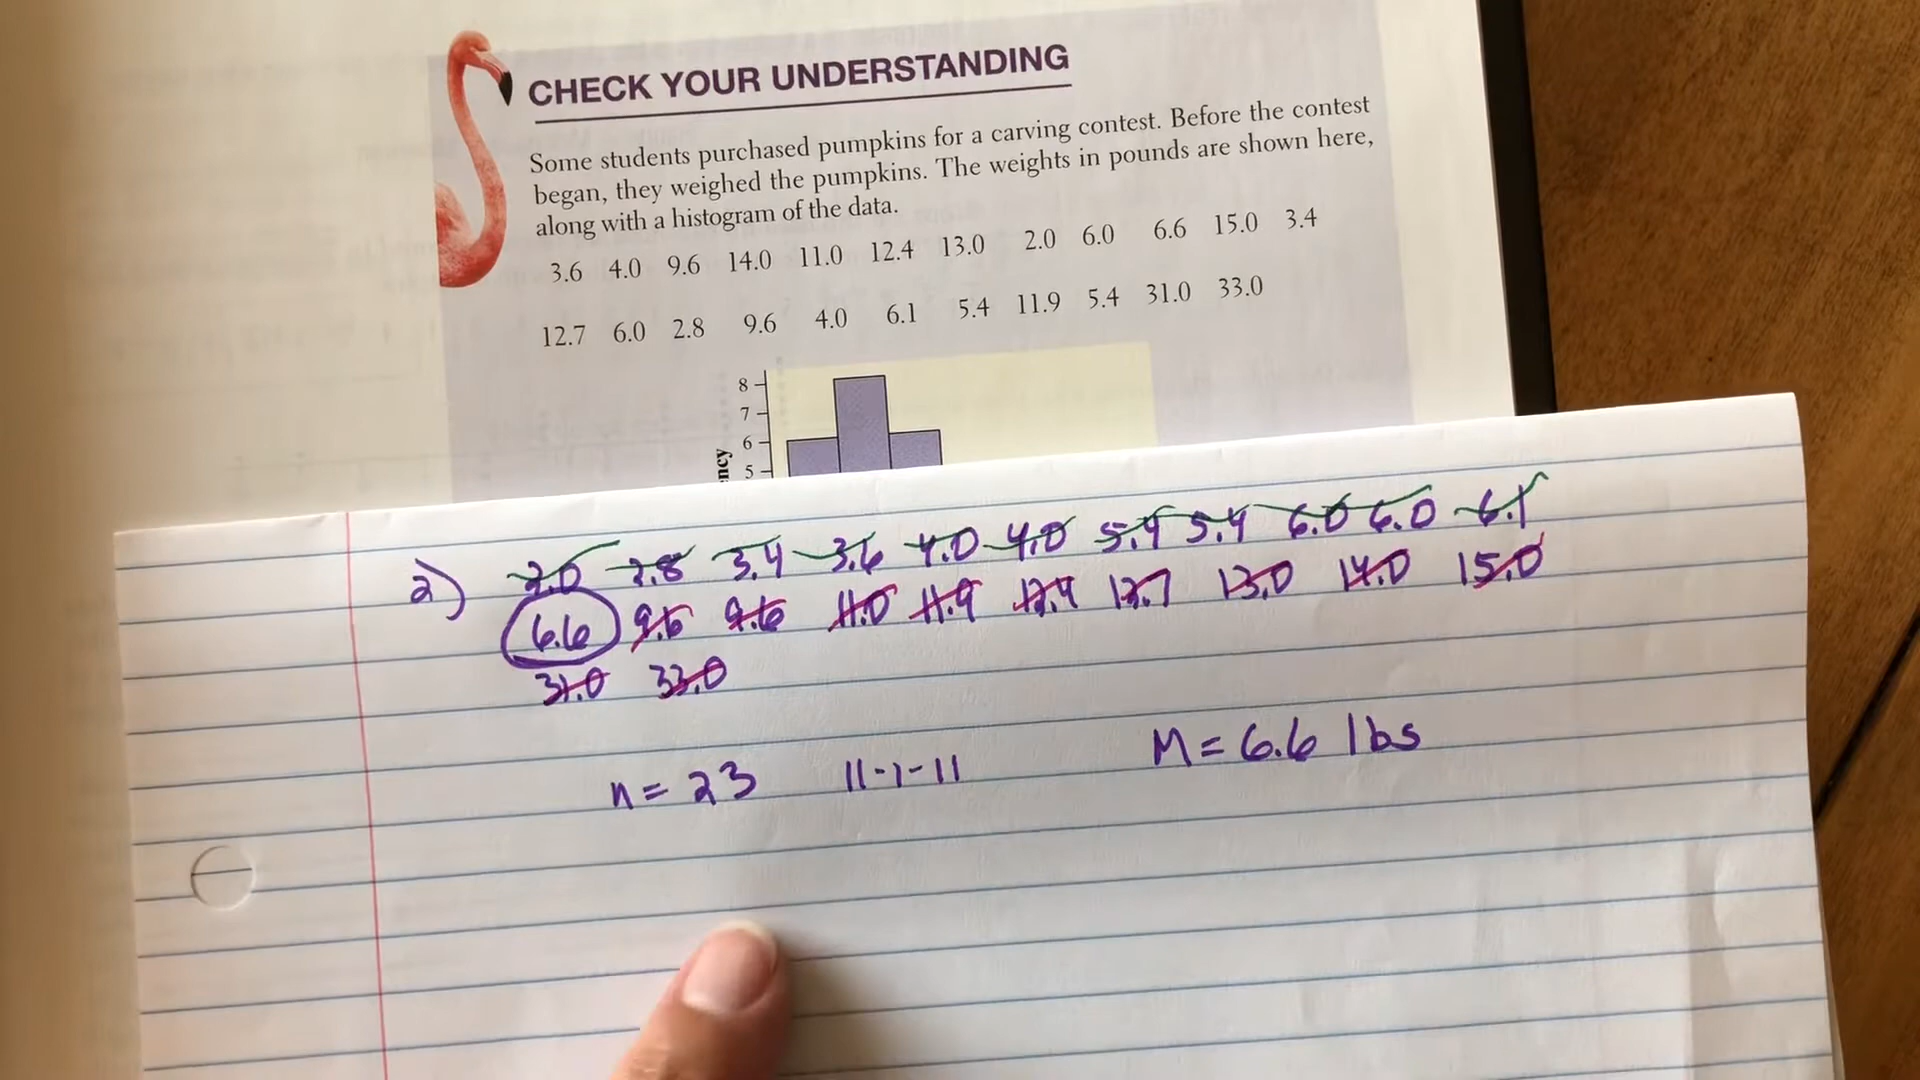 CHECK YOUR UNDERSTANDING
Some students purchased pumpkins for a carving contest. Before the contest
began, they weighed the pumpkins. The weights in pounds are shown here,
along with a histogram of the data.
3.6 4.0 9.6 14.0 11.0 12.4 13.0 2.0 6.0 6.6 15.0 3.4
12.7 6.0 2.8 9.6 4.0 6.1 5.4 11.9 5.4 31.0 33.0
8
7
6
5
ncy
2) 2.0 2.8 3.4 3.6 4.0 4.0 5.4 5.4 6.0 6.0 6.1
6.6 9.6 9.6 11.0 11.9 12.4 12.7 13.0 14.0 15.0
31.0 33.0
n = 23 11-1-11 M = 6.6 lbs